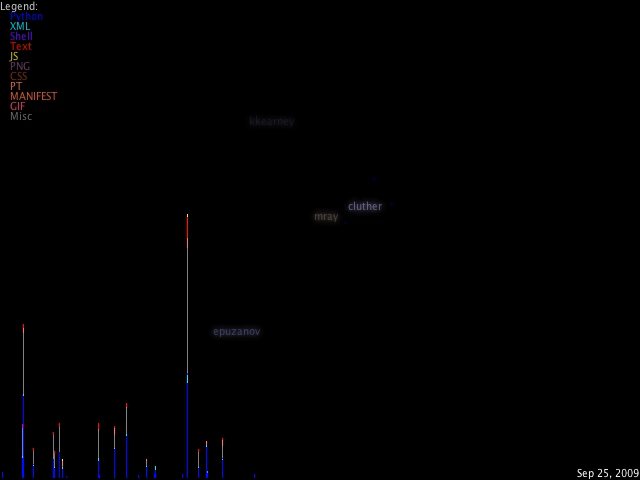 Legend:
Python
XML
Shell
Text
JS
PNG
CSS
PT
MANIFEST
GIF
Misc
kkearney
cluther
mray
epuzanov
Sep 25, 2009